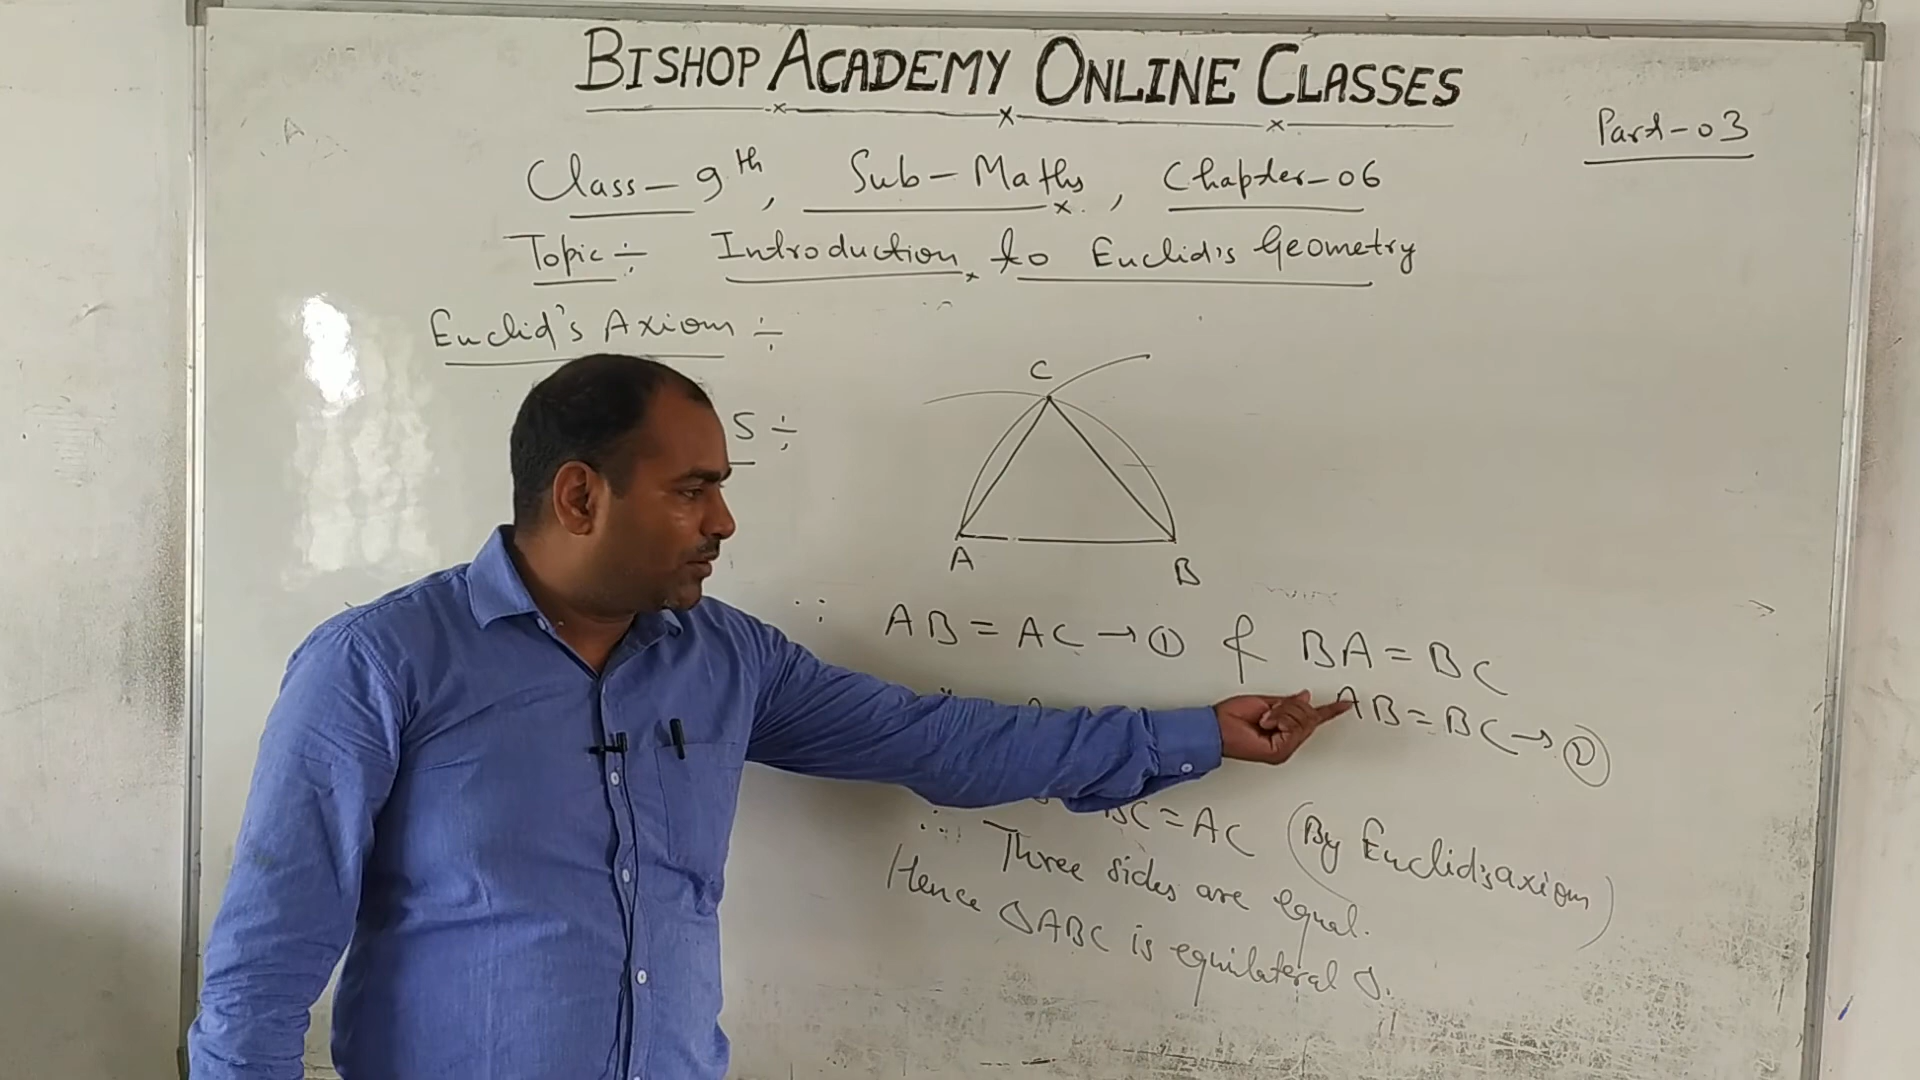 BISHOP ACADEMY ONLINE CLASSES
Part-03
Class-9th, Sub-Maths, Chapter-06
Topic÷ Introduction to Euclid's Geometry
Euclid's Axiom ÷
S ÷
C
A
B
∵ AB=AC→① & BA=BC
AB=BC→②
BC=AC (By Euclid's axiom)
∴ Three sides are equal.
Hence ΔABC is equilateral Δ.